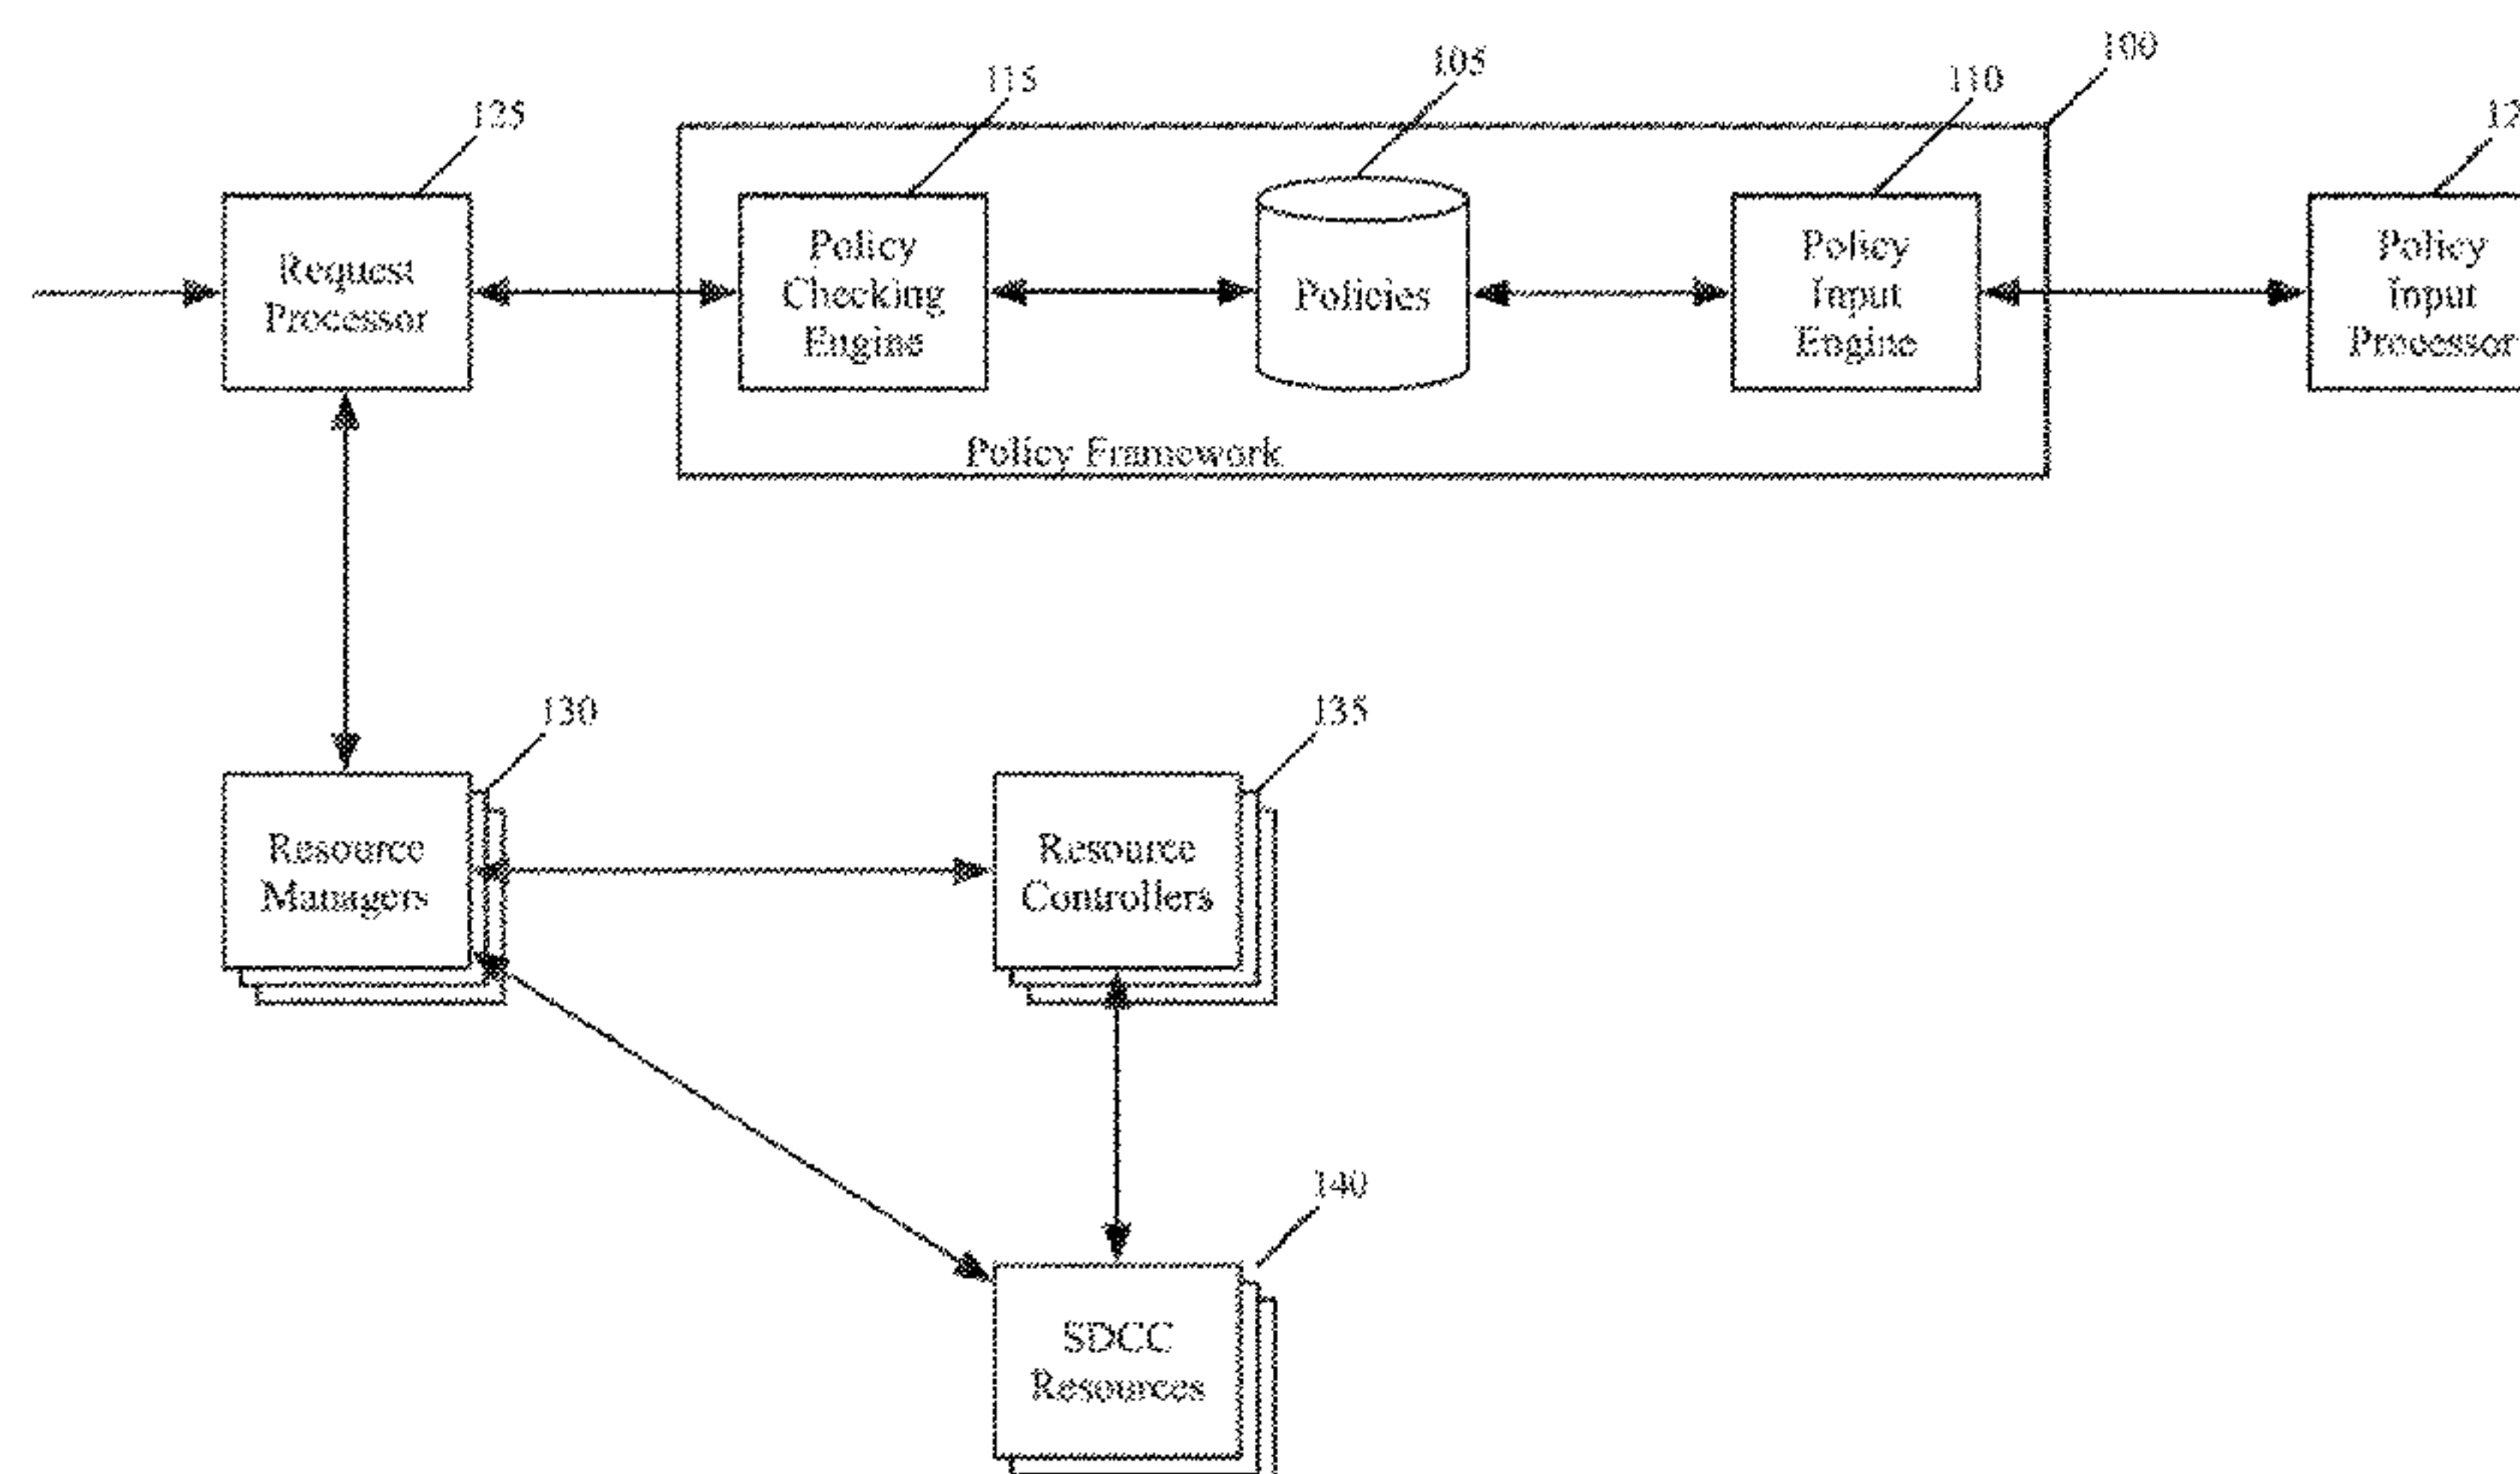 100
105
115
110
125
Policy
Checking
Engine
Policy
Input
Engine
Policy
Input
Processor
Request
Processor
Policies
Policy Framework
130
135
Resource
Managers
Resource
Controllers
140
SDCC
Resources